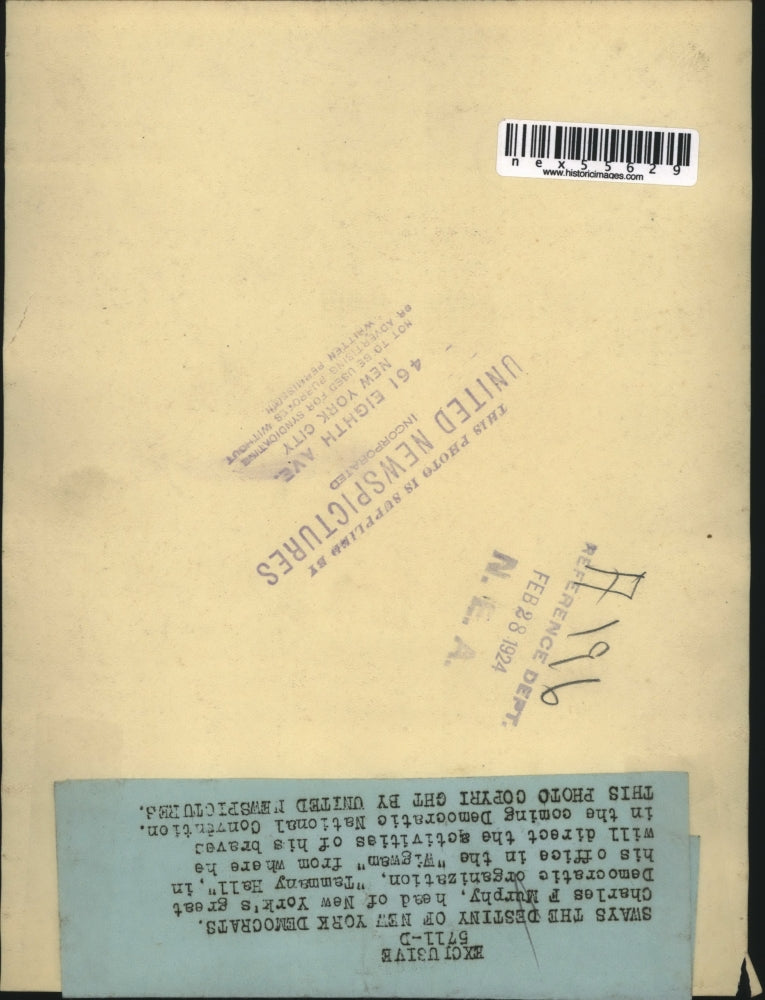 nex55629
www.historicimages.com
THIS PHOTO IS SUPPLIED BY
UNITED NEWSPICTURES
INCORPORATED
461 EIGHTH AVE.
NEW YORK CITY
NOT TO BE USED FOR SYNDICATING
OR ADVERTISING PURPOSES WITHOUT
WRITTEN PERMISSION
REFERENCE DEPT.
FEB 28 1924
N. E. A.
A 196
EXCLUSIVE
5711-D
SWAYS THE DESTINY OF NEW YORK DEMOCRATS.
Charles F Murphy, head of New York's great
Democratic organization, "Tammany Hall", in
his office in the "Wigwam" from where he
will direct the activities of his braves
in the coming Democratic National Convention.
THIS PHOTO COPYRI GHT BY UNITED NEWSPICTURES.